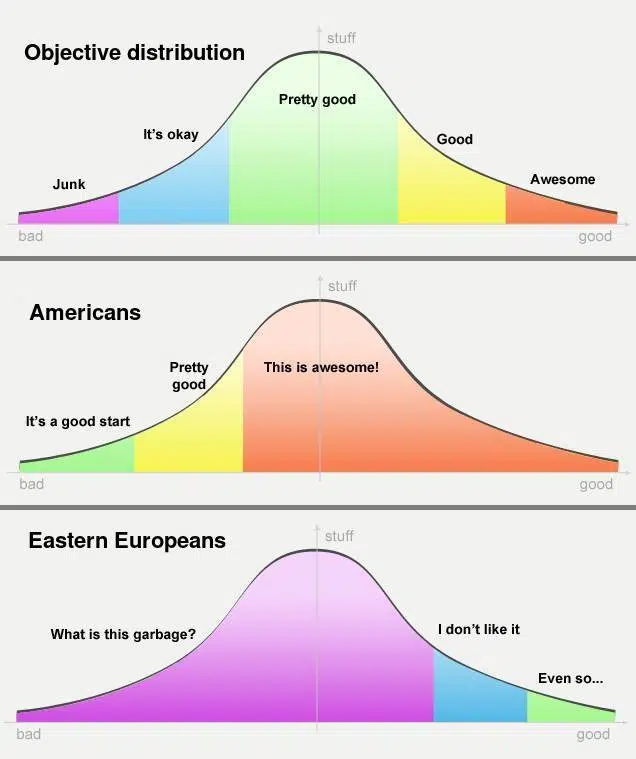 stuff
Objective distribution
Pretty good
It's okay
Good
Junk
Awesome
bad
good
stuff
Americans
Pretty
good
This is awesome!
It's a good start
bad
good
stuff
Eastern Europeans
What is this garbage?
I don't like it
Even so...
bad
good